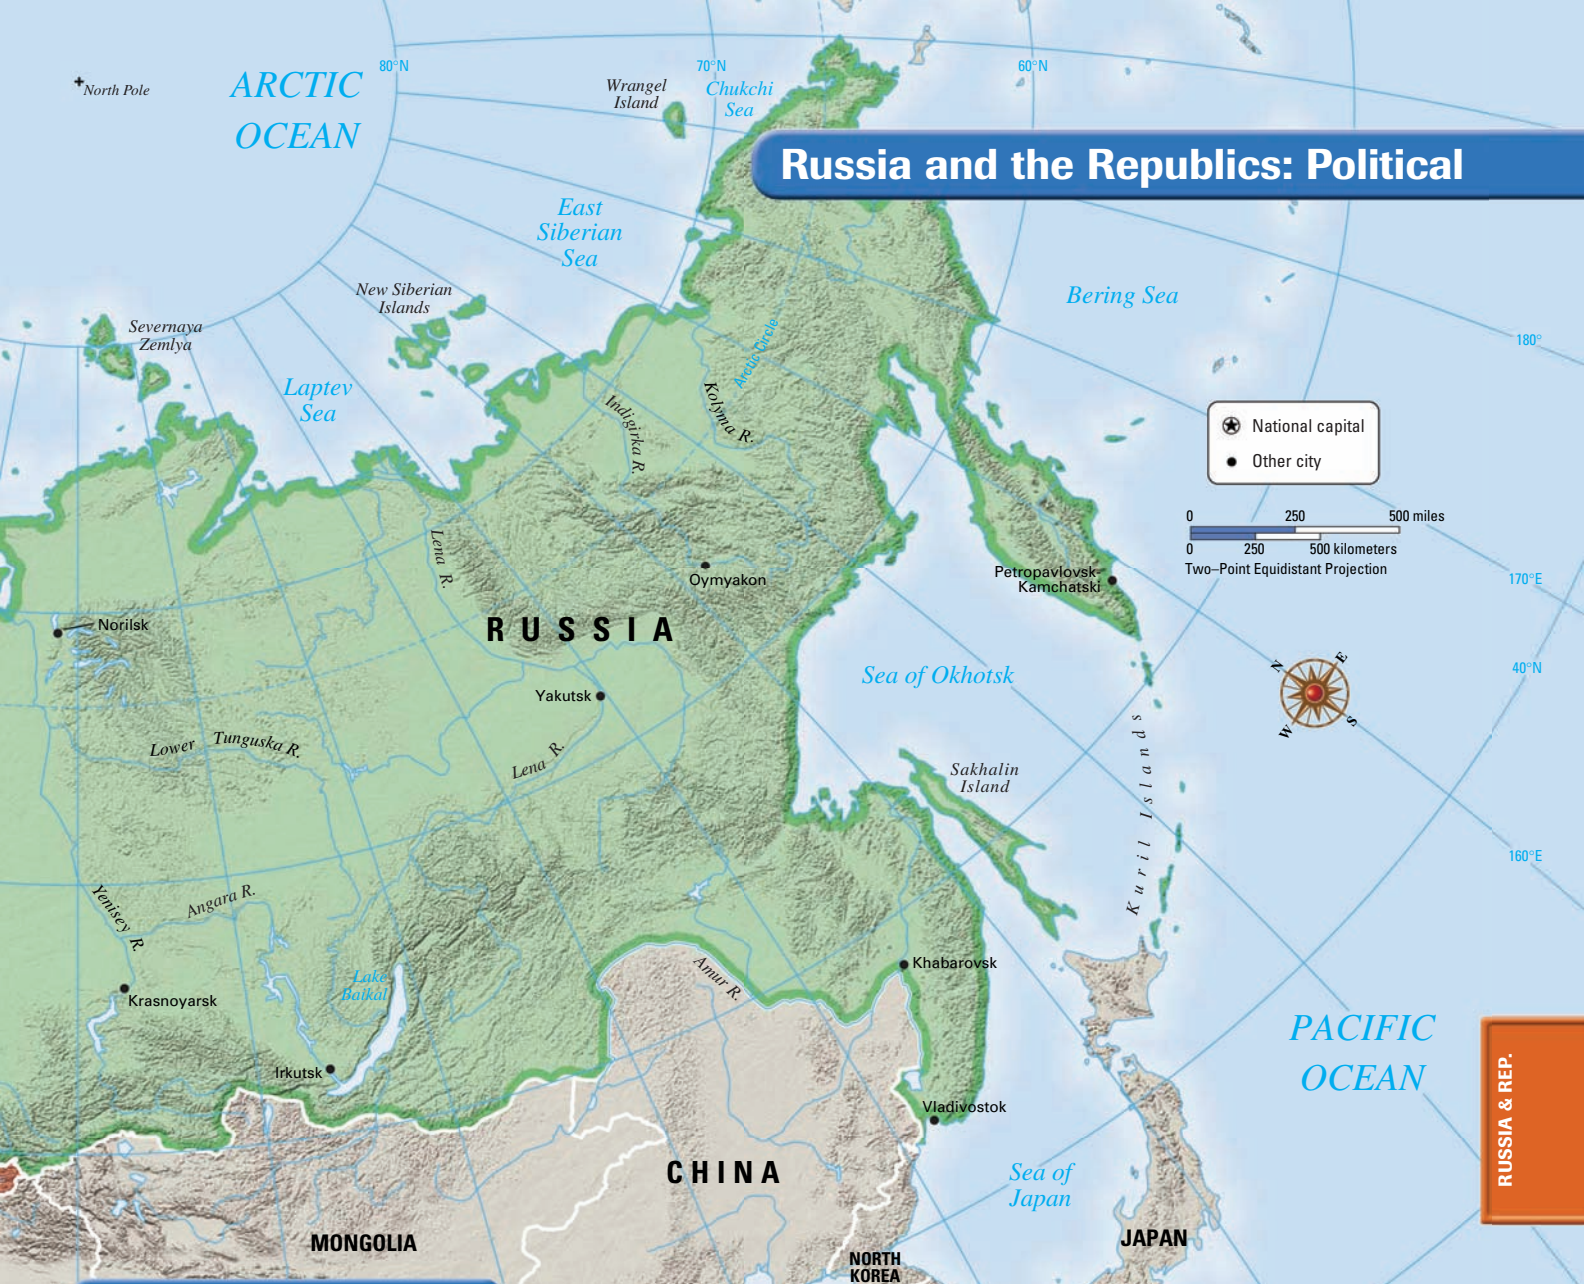 Russia and the Republics: Political
North Pole
ARCTIC
OCEAN
80°N
70°N
60°N
Wrangel
Island
Chukchi
Sea
East
Siberian
Sea
Bering Sea
New Siberian
Islands
Severnaya
Zemlya
Laptev
Sea
Arctic Circle
180°
Indigirka R.
Kolyma R.
National capital
Other city
0 250 500 miles
0 250 500 kilometers
Two–Point Equidistant Projection
Lena R.
Oymyakon
Petropavlovsk-
Kamchatski
170°E
Norilsk
RUSSIA
Sea of Okhotsk
40°N
N
E
S
W
Yakutsk
Lower Tunguska R.
Lena R.
Sakhalin
Island
Kuril Islands
160°E
Yenisey R.
Angara R.
Lake
Baikal
Amur R.
Khabarovsk
Krasnoyarsk
PACIFIC
OCEAN
Irkutsk
Vladivostok
RUSSIA & REP.
CHINA
Sea of
Japan
MONGOLIA
JAPAN
NORTH
KOREA